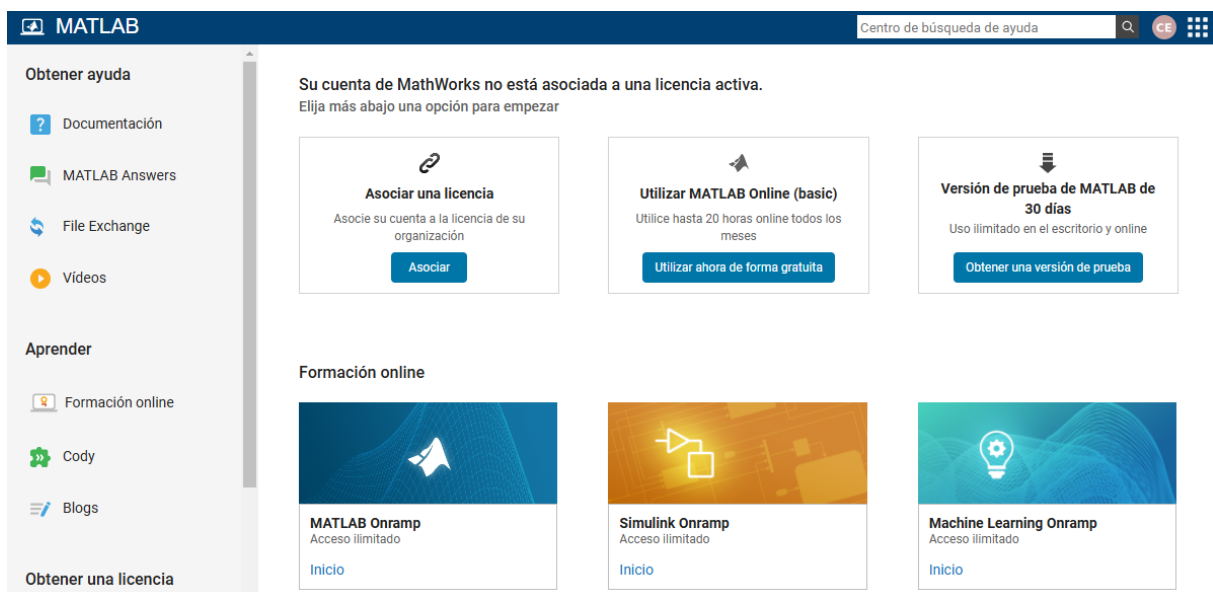 MATLAB
Centro de búsqueda de ayuda
CE
Obtener ayuda
Documentación
MATLAB Answers
File Exchange
Vídeos
Aprender
Formación online
Cody
Blogs
Obtener una licencia
Su cuenta de MathWorks no está asociada a una licencia activa.
Elija más abajo una opción para empezar
Asociar una licencia
Asocie su cuenta a la licencia de su
organización
Asociar
Utilizar MATLAB Online (basic)
Utilice hasta 20 horas online todos los
meses
Utilizar ahora de forma gratuita
Versión de prueba de MATLAB de
30 días
Uso ilimitado en el escritorio y online
Obtener una versión de prueba
Formación online
MATLAB Onramp
Acceso ilimitado
Inicio
Simulink Onramp
Acceso ilimitado
Inicio
Machine Learning Onramp
Acceso ilimitado
Inicio